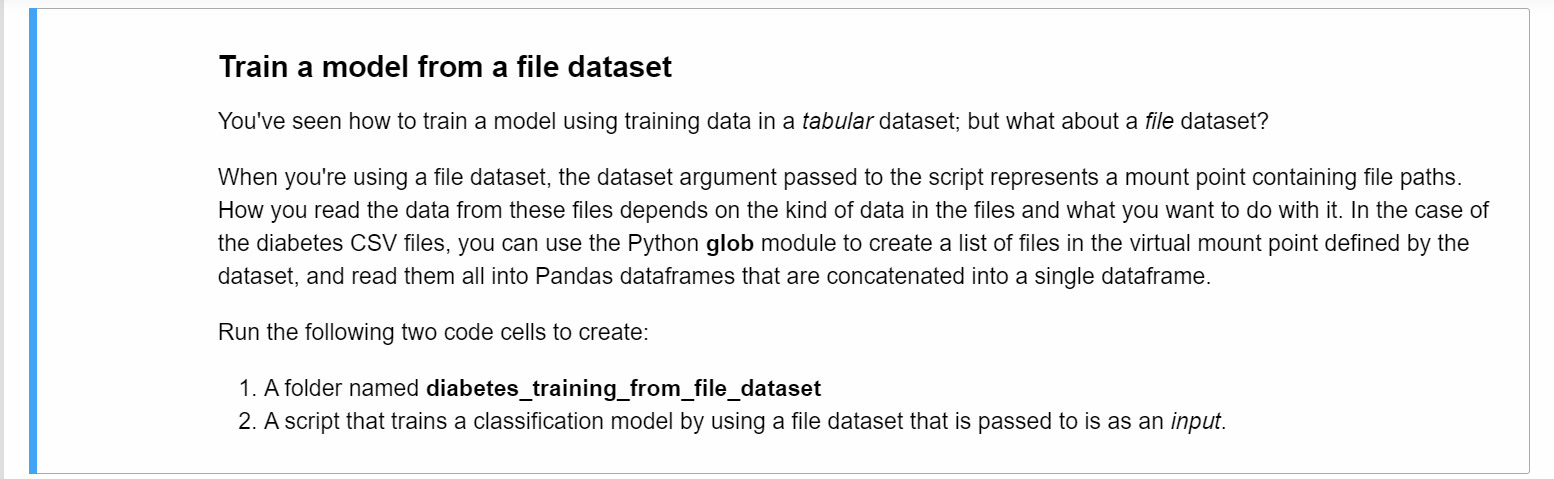 Train a model from a file dataset
You've seen how to train a model using training data in a tabular dataset; but what about a file dataset?
When you're using a file dataset, the dataset argument passed to the script represents a mount point containing file paths.
How you read the data from these files depends on the kind of data in the files and what you want to do with it. In the case of
the diabetes CSV files, you can use the Python glob module to create a list of files in the virtual mount point defined by the
dataset, and read them all into Pandas dataframes that are concatenated into a single dataframe.
Run the following two code cells to create:
1. A folder named diabetes_training_from_file_dataset
2. A script that trains a classification model by using a file dataset that is passed to is as an input.